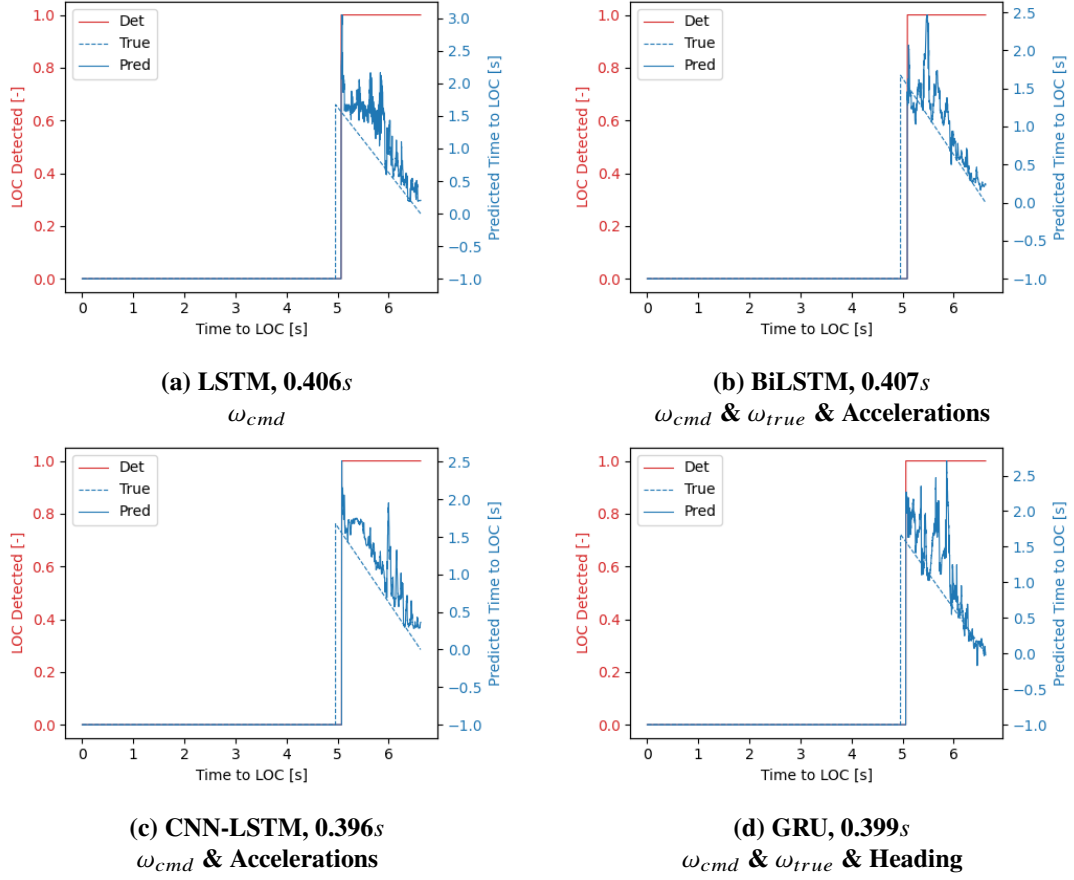 LOC Detected [-]
1.0
0.8
0.6
0.4
0.2
0.0
Det
True
Pred
3.0
2.5
2.0
1.5
1.0
0.5
0.0
−0.5
−1.0
Predicted Time to LOC [s]
0 1 2 3 4 5 6
Time to LOC [s]
(a) LSTM, 0.406s
ω_cmd
LOC Detected [-]
1.0
0.8
0.6
0.4
0.2
0.0
Det
True
Pred
2.5
2.0
1.5
1.0
0.5
0.0
−0.5
−1.0
Predicted Time to LOC [s]
0 1 2 3 4 5 6
Time to LOC [s]
(b) BiLSTM, 0.407s
ω_cmd & ω_true & Accelerations
LOC Detected [-]
1.0
0.8
0.6
0.4
0.2
0.0
Det
True
Pred
2.5
2.0
1.5
1.0
0.5
0.0
−0.5
−1.0
Predicted Time to LOC [s]
0 1 2 3 4 5 6
Time to LOC [s]
(c) CNN-LSTM, 0.396s
ω_cmd & Accelerations
LOC Detected [-]
1.0
0.8
0.6
0.4
0.2
0.0
Det
True
Pred
2.5
2.0
1.5
1.0
0.5
0.0
−0.5
−1.0
Predicted Time to LOC [s]
0 1 2 3 4 5 6
Time to LOC [s]
(d) GRU, 0.399s
ω_cmd & ω_true & Heading